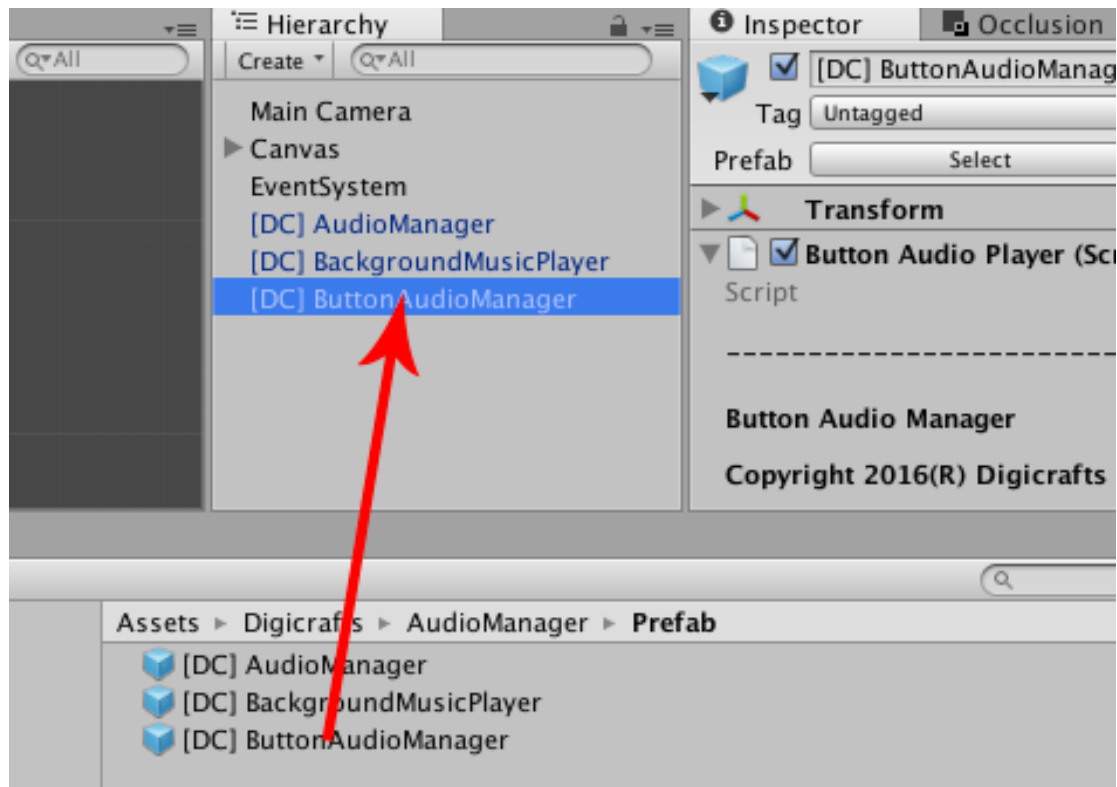 All
Hierarchy
Create
All
Main Camera
Canvas
EventSystem
[DC] AudioManager
[DC] BackgroundMusicPlayer
[DC] ButtonAudioManager
Inspector
Occlusion
[DC] ButtonAudioManag
Tag Untagged
Prefab Select
Transform
Button Audio Player (Scr
Script
------------------------
Button Audio Manager
Copyright 2016(R) Digicrafts
Assets Digicrafts AudioManager Prefab
[DC] AudioManager
[DC] BackgroundMusicPlayer
[DC] ButtonAudioManager